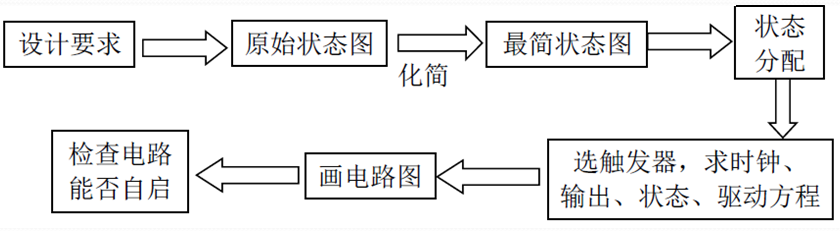 设计要求
原始状态图
化简
最简状态图
状态
分配
选触发器，求时钟、
输出、状态、驱动方程
画电路图
检查电路
能否自启